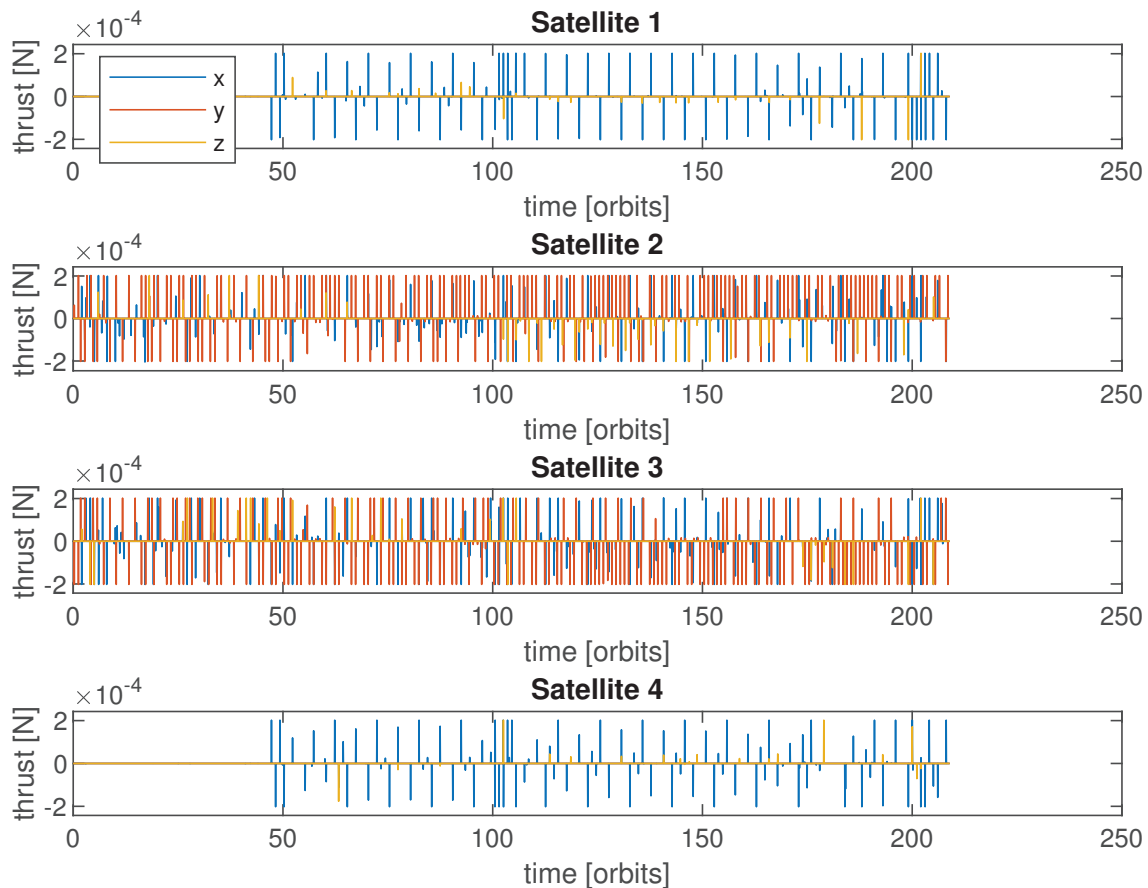 ×10-4
Satellite 1
thrust [N]
2
0
-2
x
y
z
0 50 100 150 200 250
time [orbits]
×10-4
Satellite 2
thrust [N]
2
0
-2
0 50 100 150 200 250
time [orbits]
×10-4
Satellite 3
thrust [N]
2
0
-2
0 50 100 150 200 250
time [orbits]
×10-4
Satellite 4
thrust [N]
2
0
-2
0 50 100 150 200 250
time [orbits]